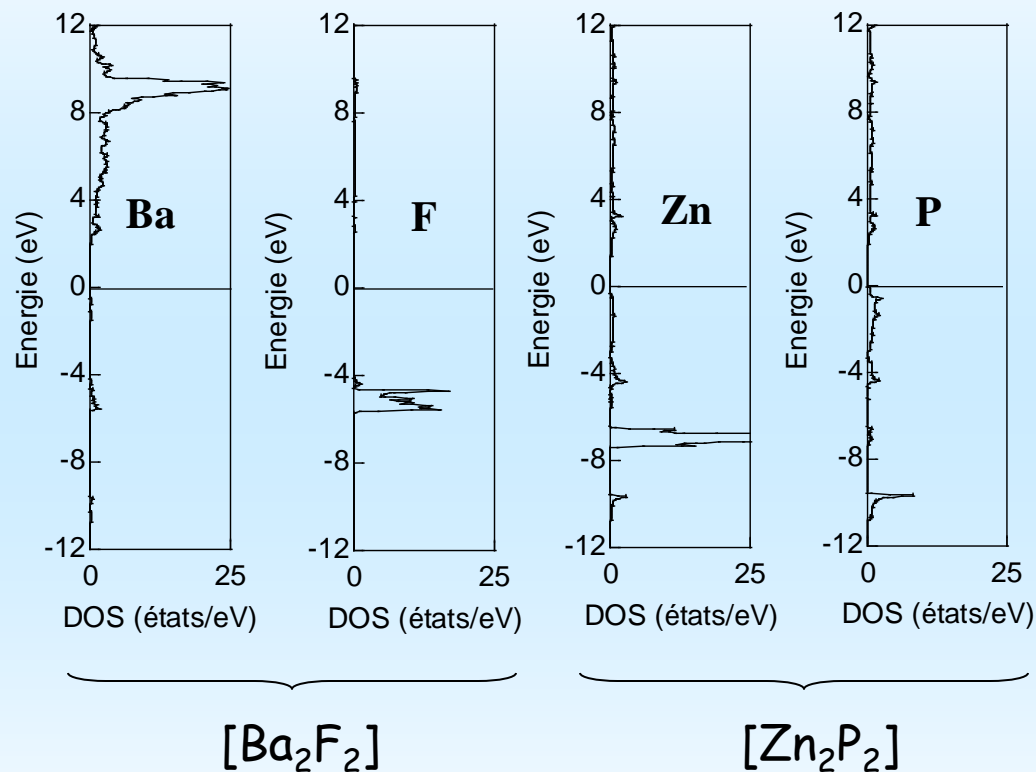 12
8
4
0
-4
-8
-12
Energie (eV)
Ba
0
25
DOS (états/eV)
12
8
4
0
-4
-8
-12
Energie (eV)
F
0
25
DOS (états/eV)
12
8
4
0
-4
-8
-12
Energie (eV)
Zn
0
25
DOS (états/eV)
12
8
4
0
-4
-8
-12
Energie (eV)
P
0
25
DOS (états/eV)
[Ba₂F₂]
[Zn₂P₂]